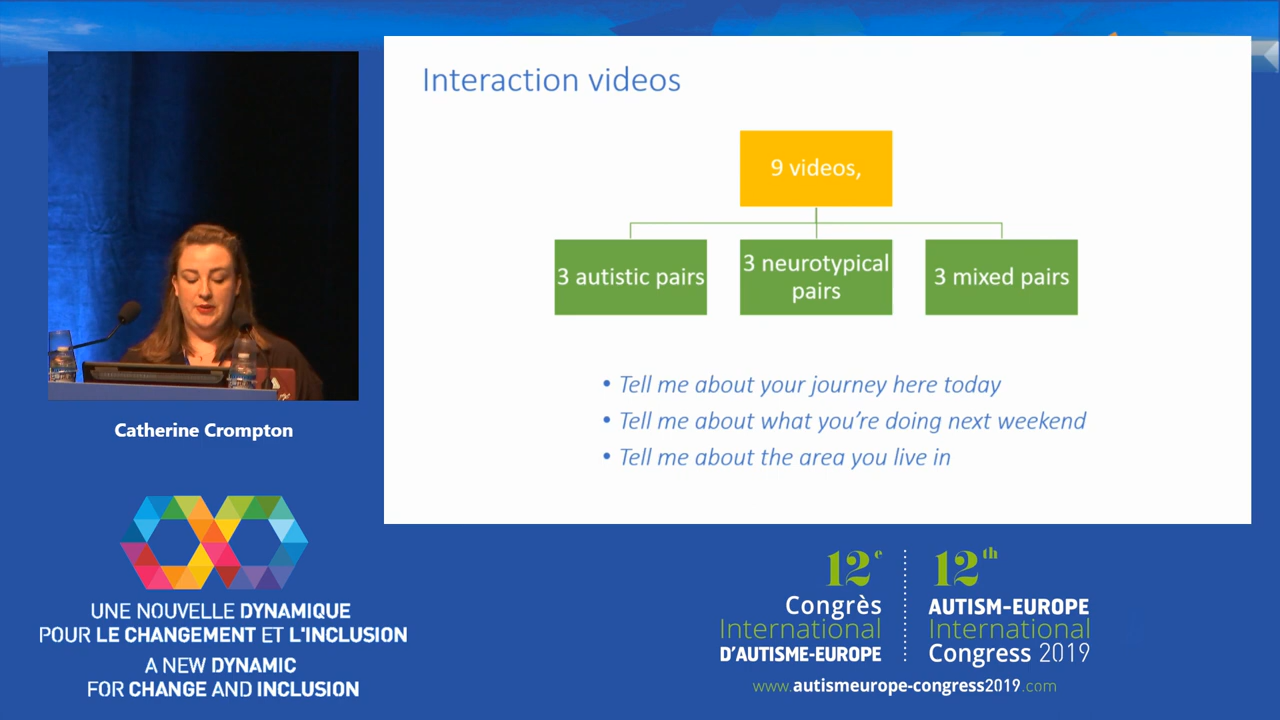 Interaction videos
9 videos,
3 autistic pairs
3 neurotypical
pairs
3 mixed pairs
• Tell me about your journey here today
• Tell me about what you’re doing next weekend
• Tell me about the area you live in
Catherine Crompton
UNE NOUVELLE DYNAMIQUE
POUR LE CHANGEMENT ET L'INCLUSION
A NEW DYNAMIC
FOR CHANGE AND INCLUSION
12e
Congrès
International
D'AUTISME-EUROPE
12th
AUTISM-EUROPE
International
Congress 2019
www.autismeurope-congress2019.com